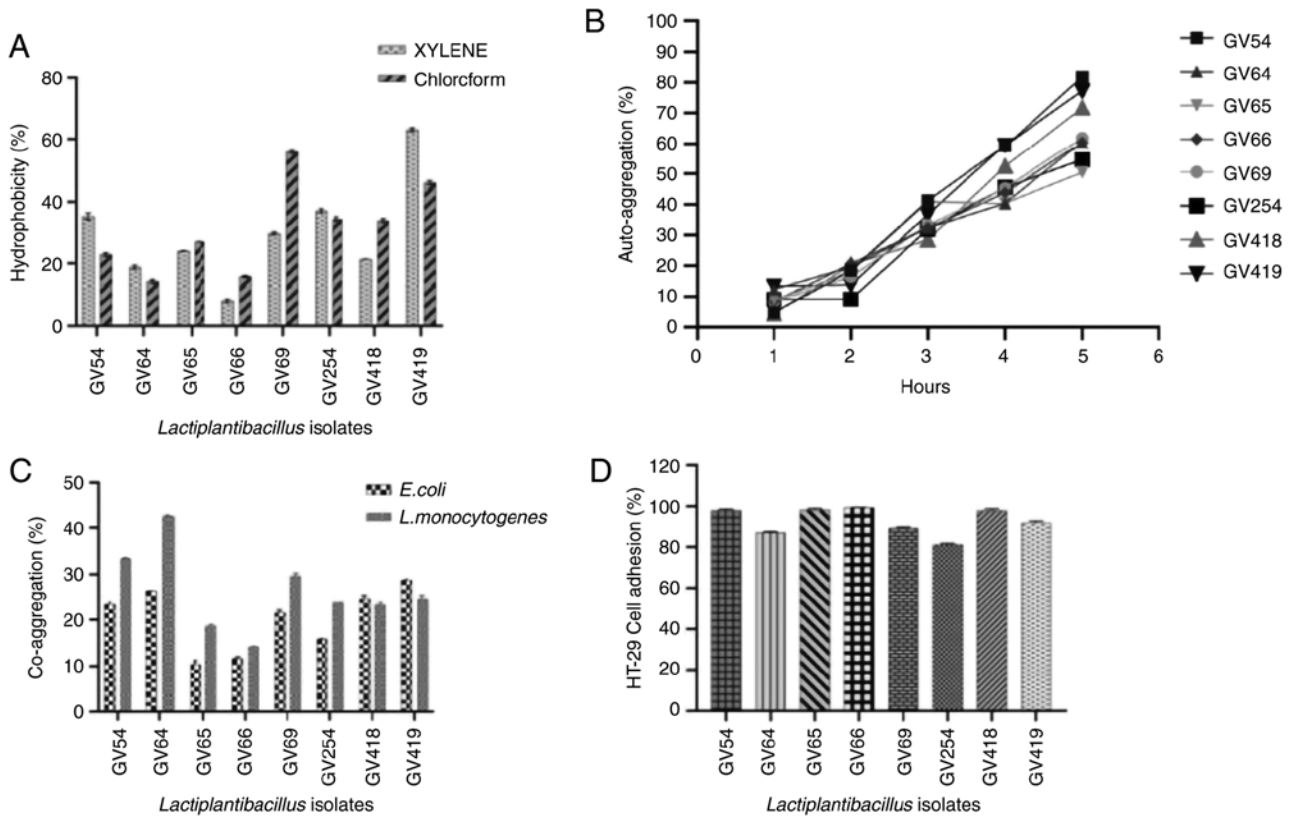 A
XYLENE
Chlorcform
80
60
40
20
0
Hydrophobicity (%)
GV54
GV64
GV65
GV66
GV69
GV254
GV418
GV419
Lactiplantibacillus isolates
B
100
90
80
70
60
50
40
30
20
10
0
Auto-aggregation (%)
0 1 2 3 4 5 6
Hours
GV54
GV64
GV65
GV66
GV69
GV254
GV418
GV419
C
50
40
30
20
10
0
Co-aggregation (%)
E.coli
L.monocytogenes
GV54
GV64
GV65
GV66
GV69
GV254
GV418
GV419
Lactiplantibacillus isolates
D
120
100
80
60
40
20
0
HT-29 Cell adhesion (%)
GV54
GV64
GV65
GV66
GV69
GV254
GV418
GV419
Lactiplantibacillus isolates